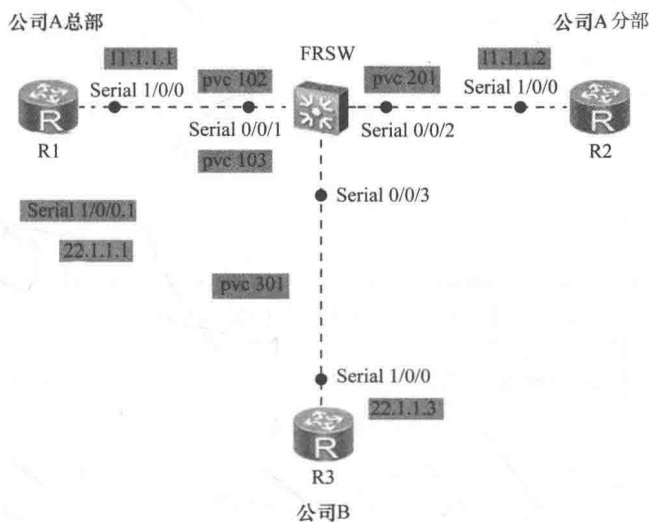 公司A总部
公司A 分部
11.1.1.1
FRSW
11.1.1.2
pvc 102
pvc 201
Serial 1/0/0
Serial 1/0/0
R
R
Serial 0/0/1
Serial 0/0/2
R1
R2
pvc 103
Serial 0/0/3
Serial 1/0/0.1
22.1.1.1
pvc 301
Serial 1/0/0
22.1.1.3
R
R3
公司B